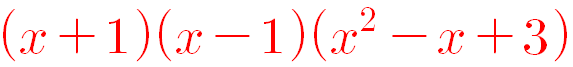 (x + 1)(x − 1)(x² − x + 3)